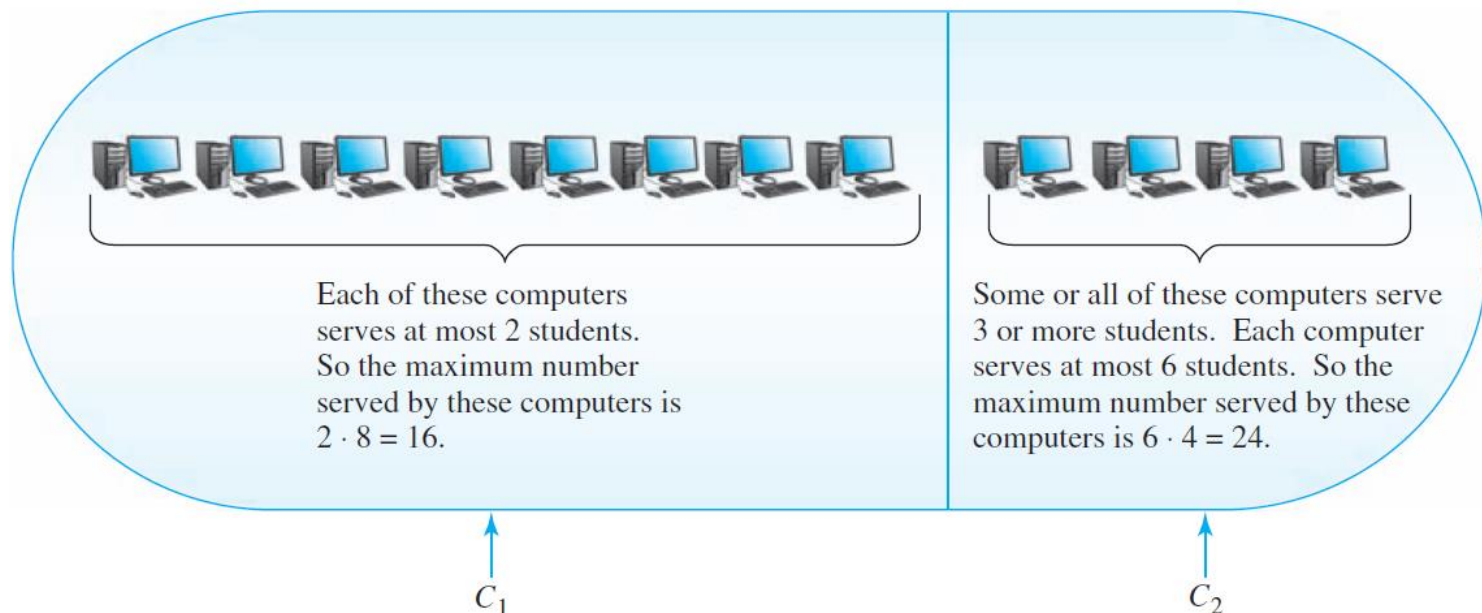 Each of these computers
serves at most 2 students.
So the maximum number
served by these computers is
2 · 8 = 16.
Some or all of these computers serve
3 or more students. Each computer
serves at most 6 students. So the
maximum number served by these
computers is 6 · 4 = 24.
C₁
C₂